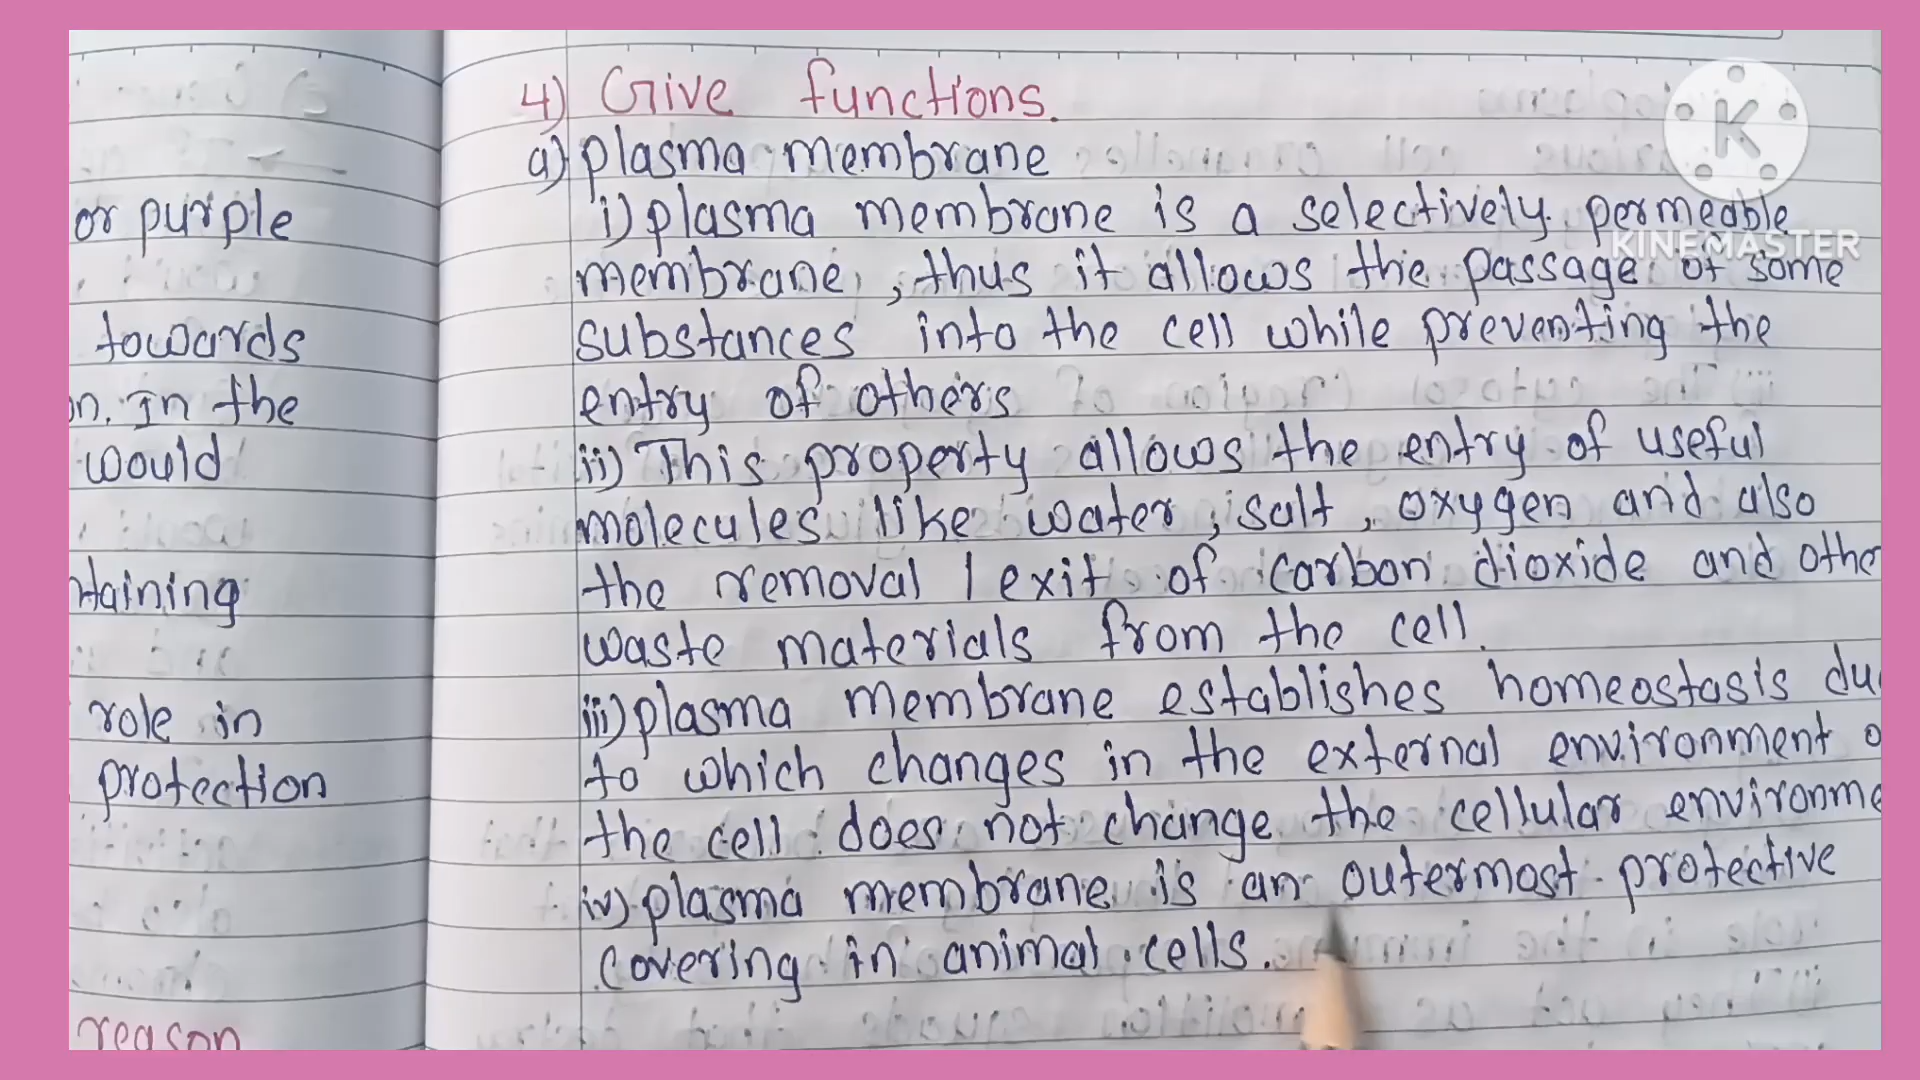 or purple
towards
In the
would
role in
protection
reason
4) Give functions.
a) plasma membrane
i) plasma membrane is a selectively permeable
membrane, thus it allows the passage of some
substances into the cell while preventing the
entry of others
ii) This property allows the entry of useful
molecules like water, salt, oxygen and also
the removal / exit of carbon dioxide and
waste materials from the cell.
iii) plasma membrane establishes homeostasis
to which changes in the external environment
the cell does not change the cellular
iv) plasma membrane is an outermost protective
covering in animal cells.
K
KINEMASTER